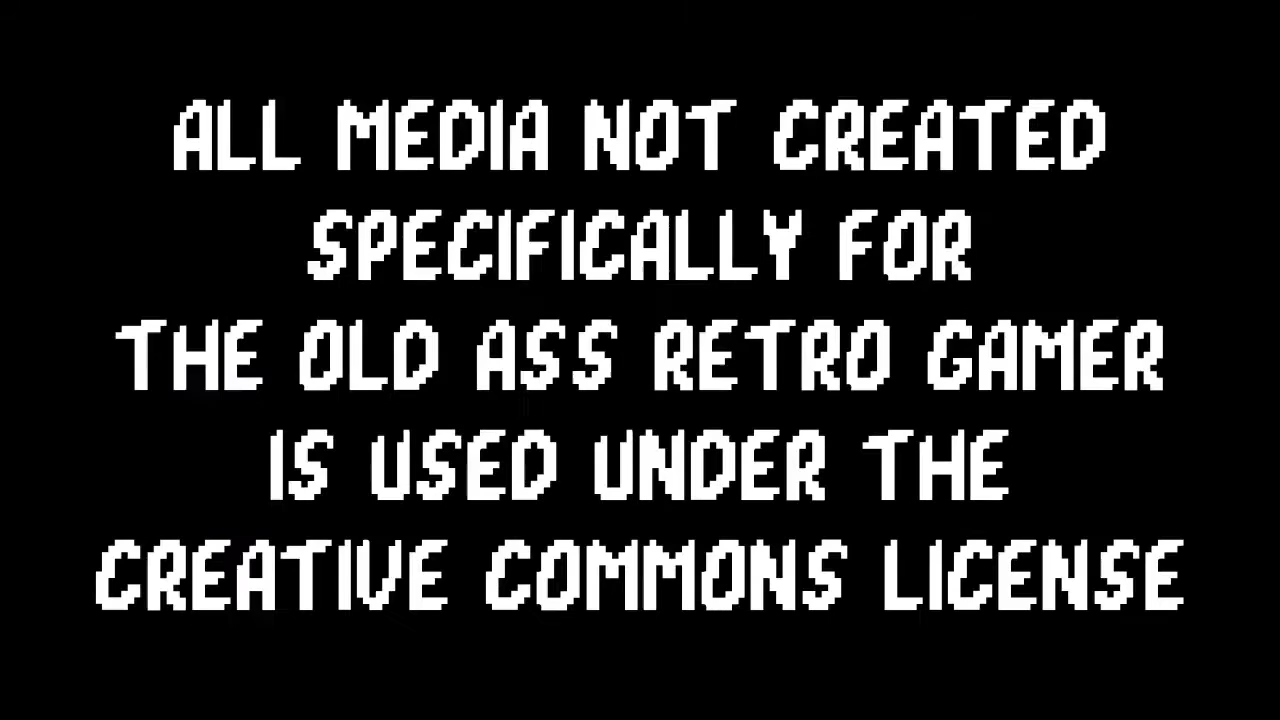 ALL MEDIA NOT CREATED
SPECIFICALLY FOR
THE OLD ASS RETRO GAMER
IS USED UNDER THE
CREATIVE COMMONS LICENSE